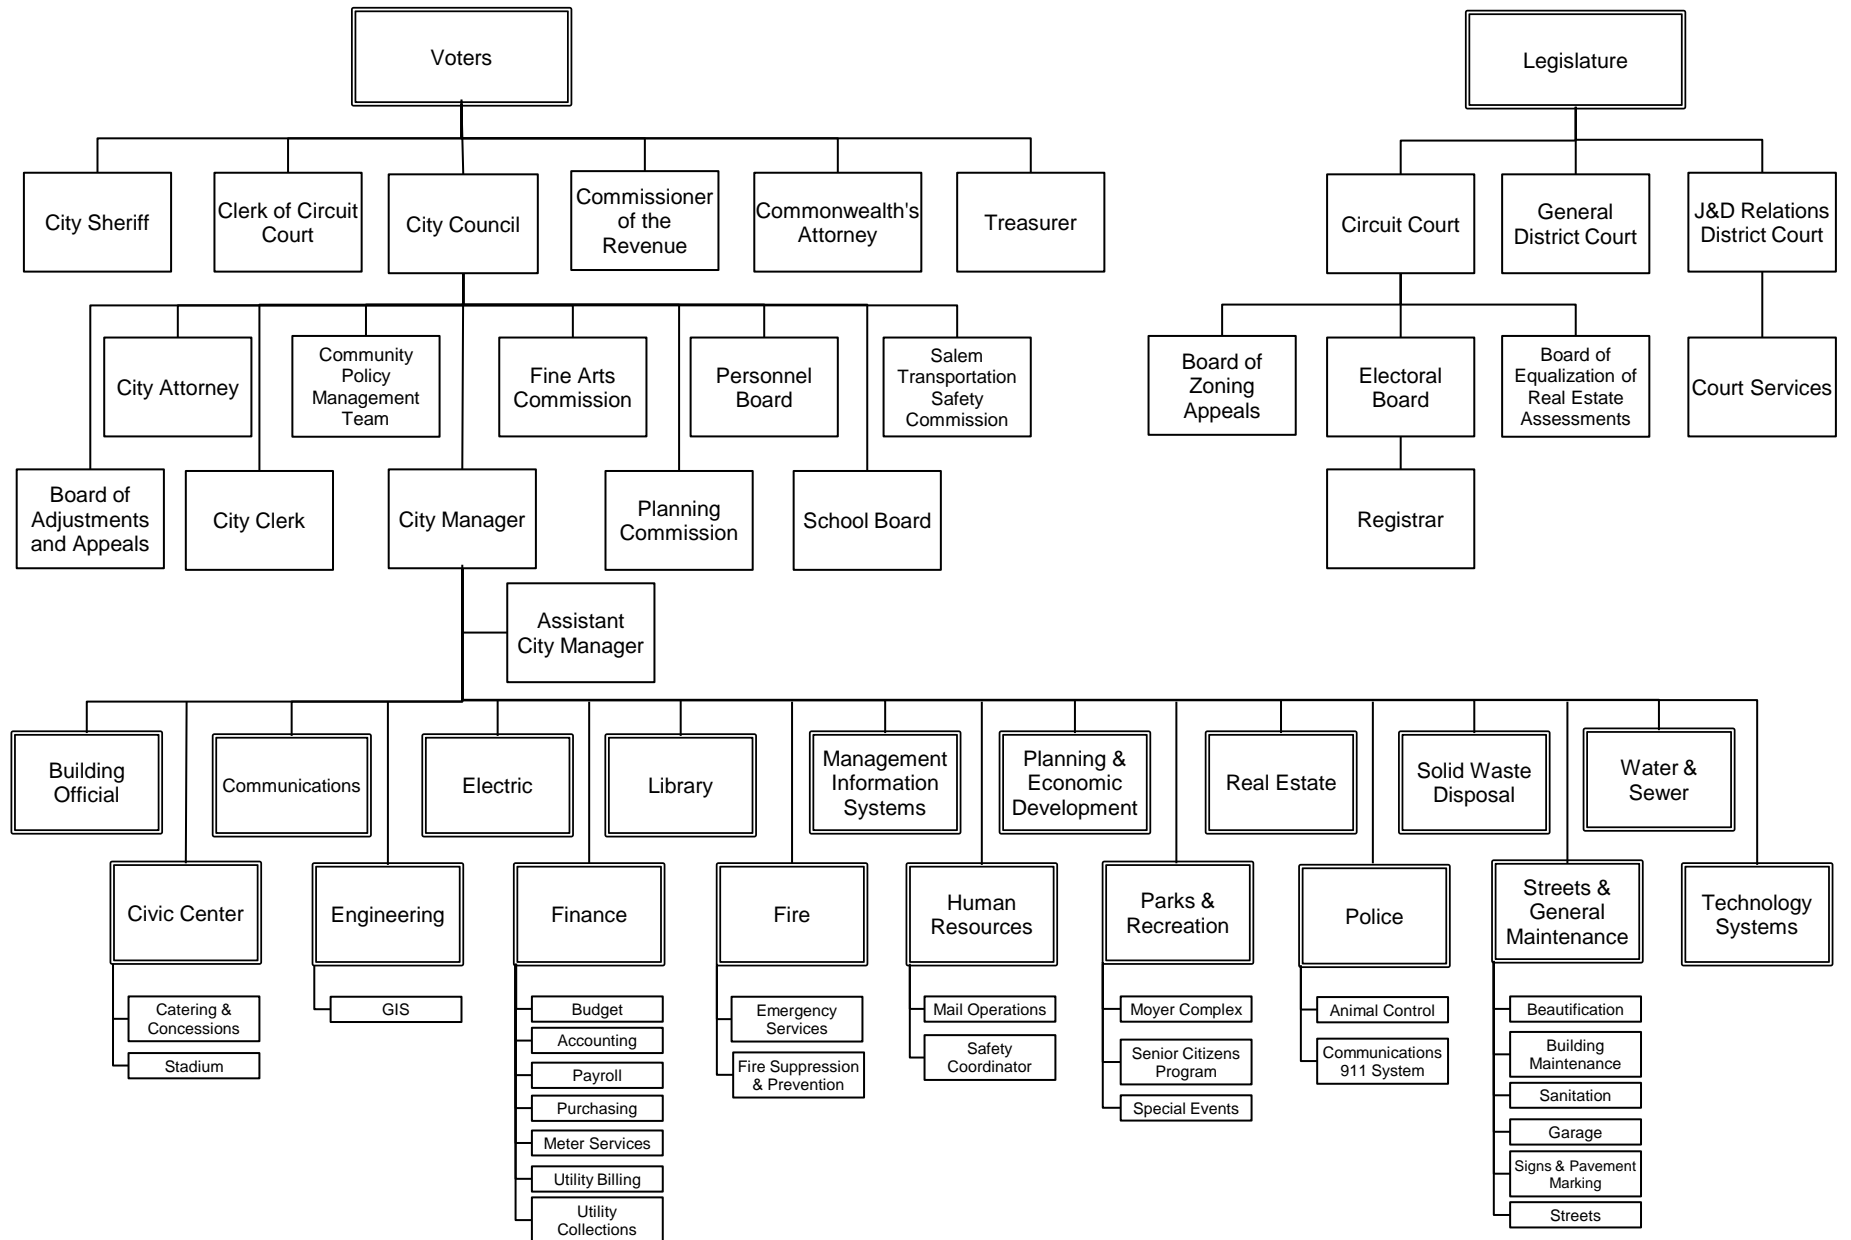 Voters
Legislature
City Sheriff
Clerk of Circuit
Court
City Council
Commissioner
of the
Revenue
Commonwealth's
Attorney
Treasurer
Circuit Court
General
District Court
J&D Relations
District Court
City Attorney
Community
Policy
Management
Team
Fine Arts
Commission
Personnel
Board
Salem
Transportation
Safety
Commission
Board of
Zoning
Appeals
Electoral
Board
Board of
Equalization of
Real Estate
Assessments
Court Services
Board of
Adjustments
and Appeals
City Clerk
City Manager
Planning
Commission
School Board
Registrar
Assistant
City Manager
Building
Official
Communications
Electric
Library
Management
Information
Systems
Planning &
Economic
Development
Real Estate
Solid Waste
Disposal
Water &
Sewer
Civic Center
Engineering
Finance
Fire
Human
Resources
Parks &
Recreation
Police
Streets &
General
Maintenance
Technology
Systems
Catering &
Concessions
Stadium
GIS
Budget
Accounting
Payroll
Purchasing
Meter Services
Utility Billing
Utility
Collections
Emergency
Services
Fire Suppression
& Prevention
Mail Operations
Safety
Coordinator
Moyer Complex
Senior Citizens
Program
Special Events
Animal Control
Communications
911 System
Beautification
Building
Maintenance
Sanitation
Garage
Signs & Pavement
Marking
Streets